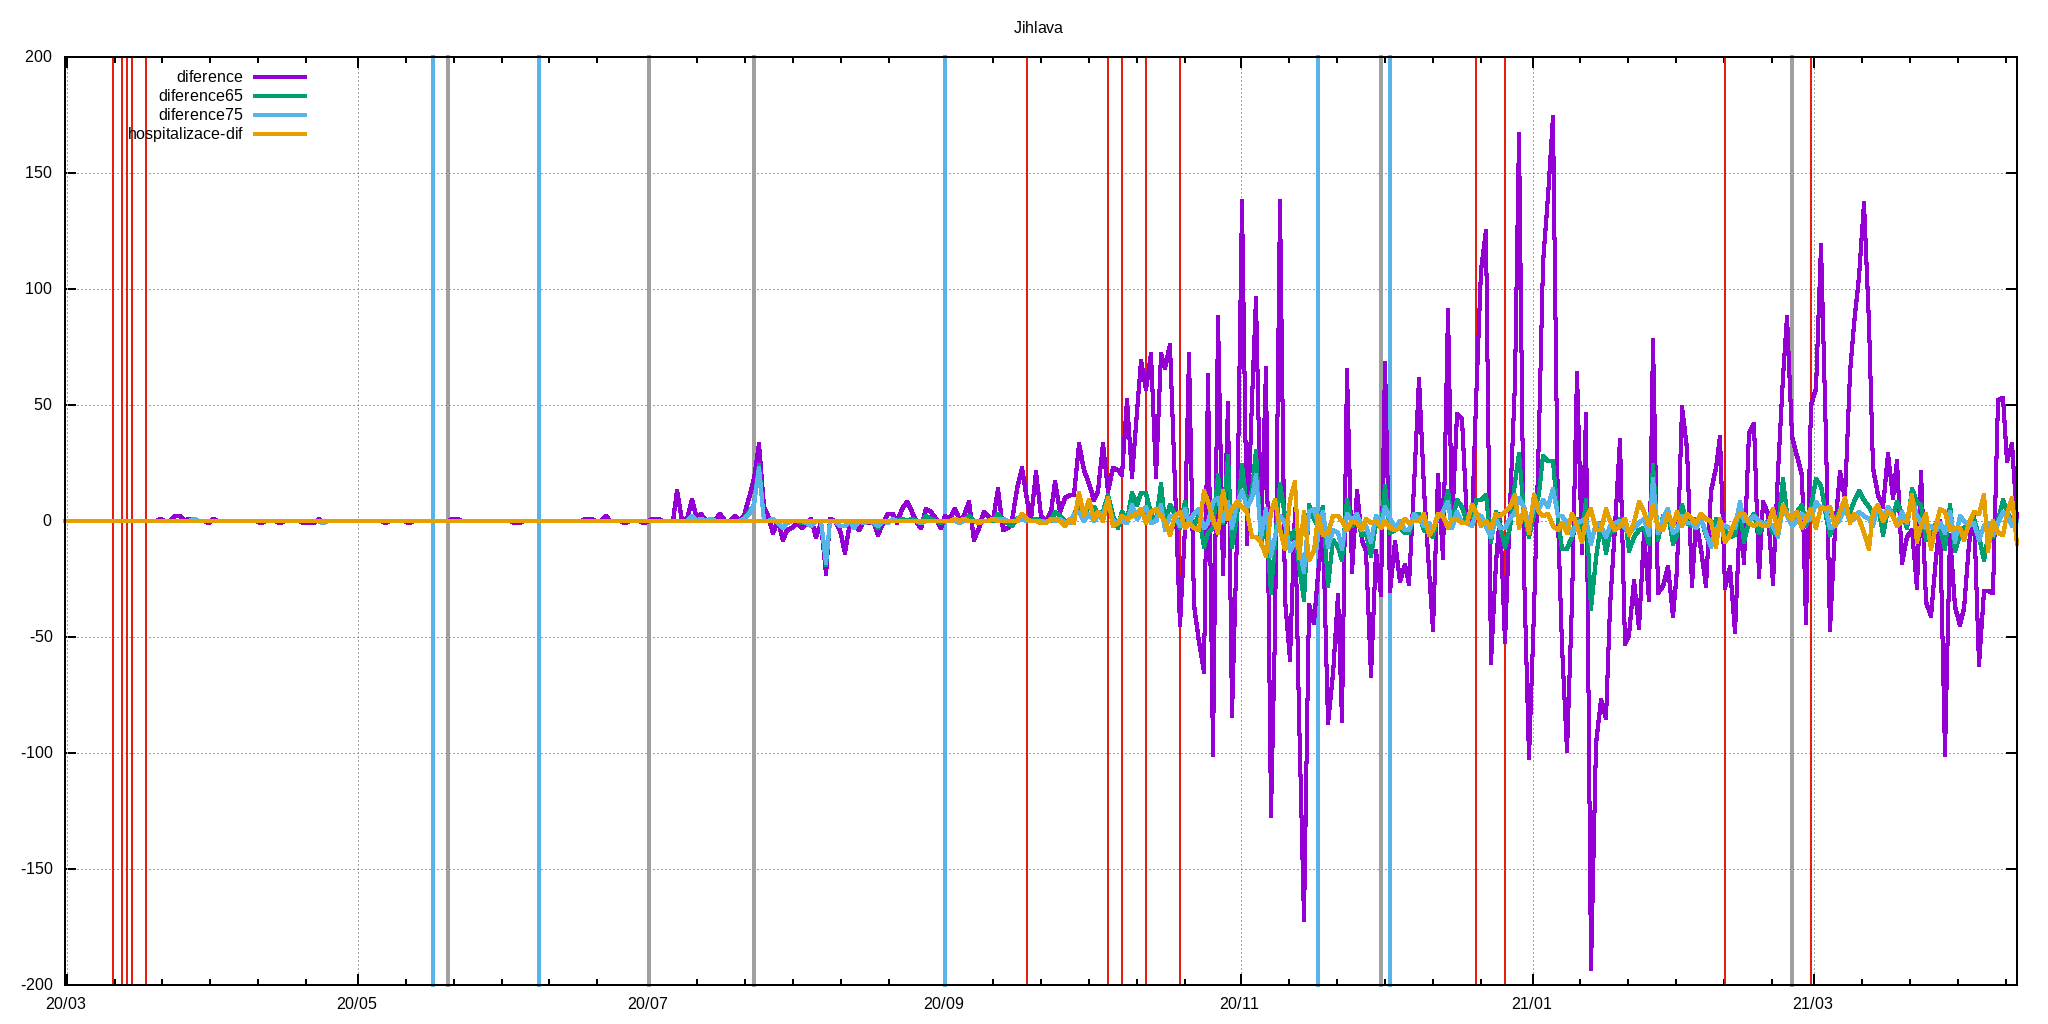 Jihlava
200
150
100
50
0
-50
-100
-150
-200
diference
diference65
diference75
hospitalizace-dif
20/03 20/05 20/07 20/09 20/11 21/01 21/03